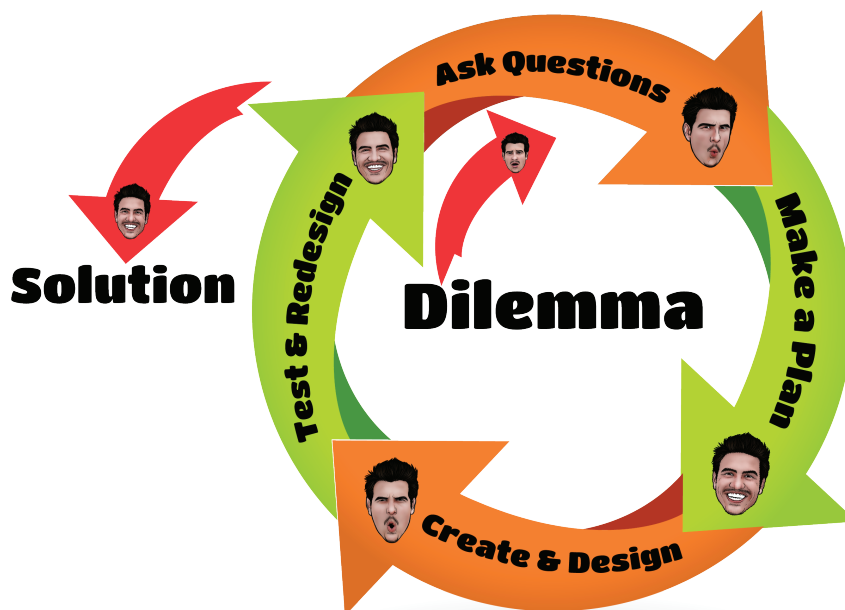 Ask Questions
Make a Plan
Create & Design
Test & Redesign
Dilemma
Solution